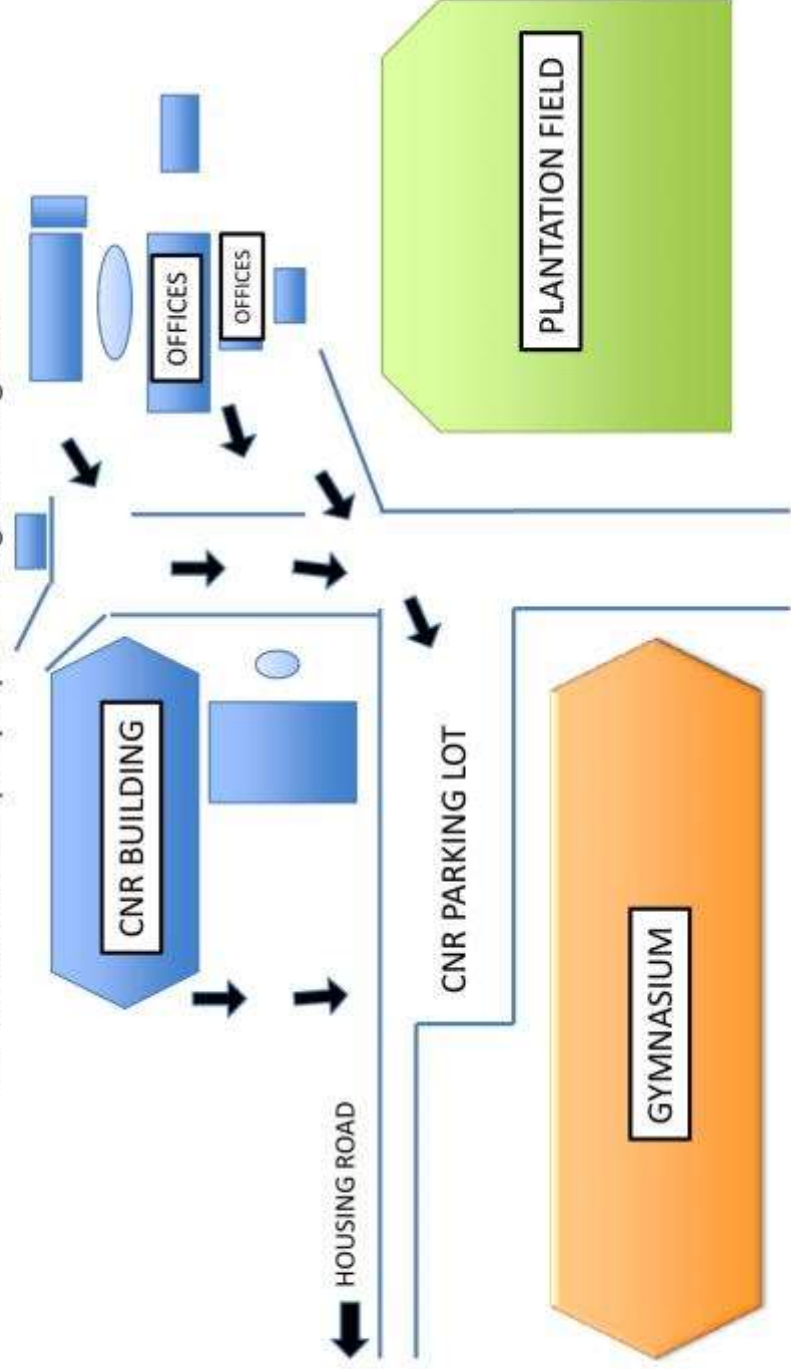 OFFICES
OFFICES
PLANTATION FIELD
CNR BUILDING
CNR PARKING LOT
HOUSING ROAD
GYMNASIUM